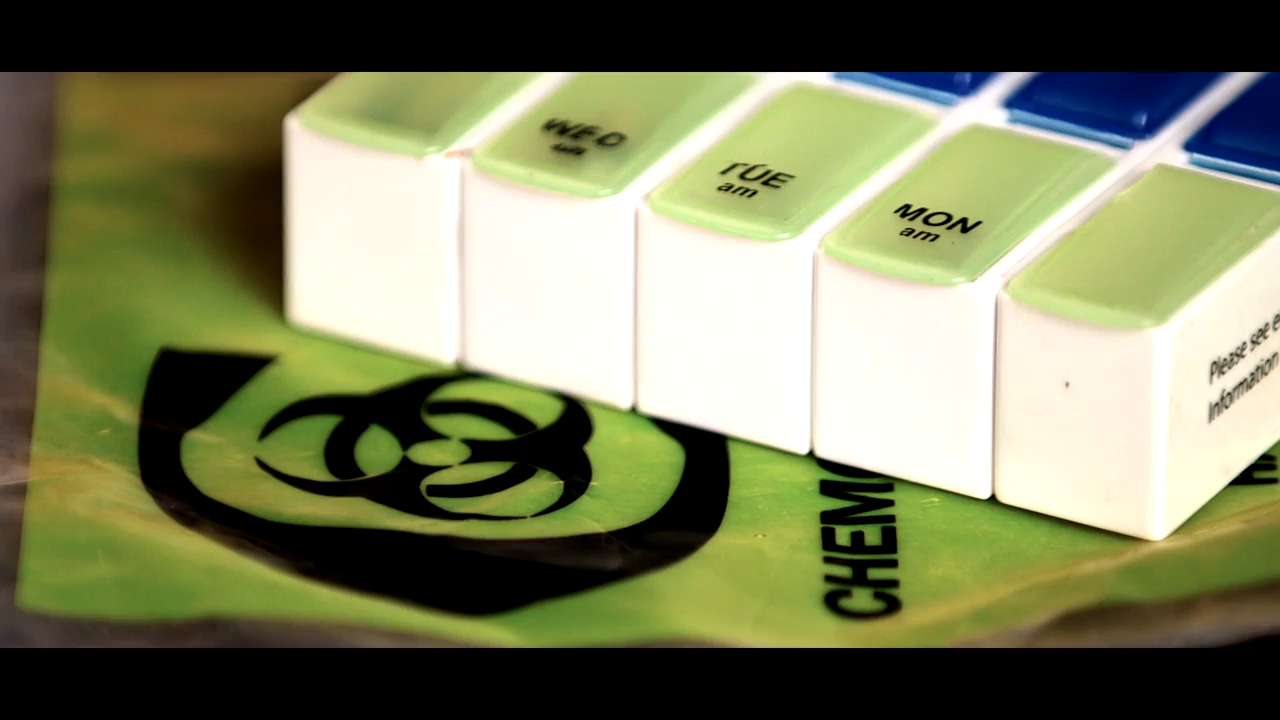 WED
am
TUE
am
MON
am
Please see
Information
CHEMO